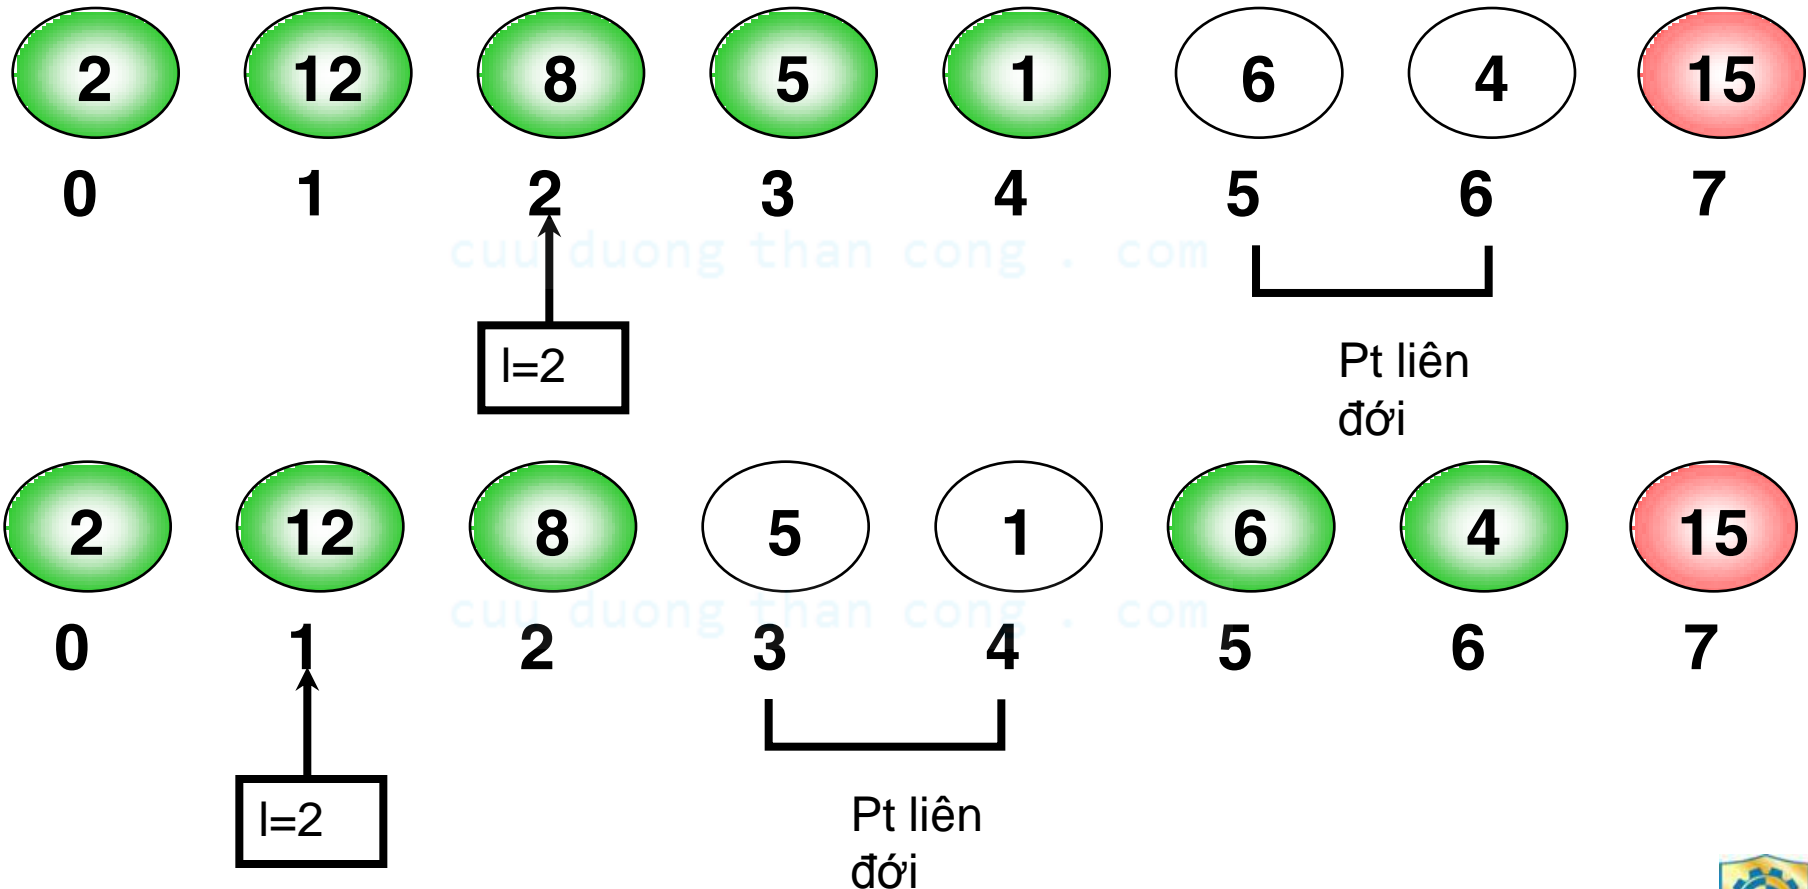 2 12 8 5 1 6 4 15
0 1 2 3 4 5 6 7
cuu duong than cong . com
l=2
Pt liên
đới
2 12 8 5 1 6 4 15
cuu duong than cong . com
0 1 2 3 4 5 6 7
l=2
Pt liên
đới